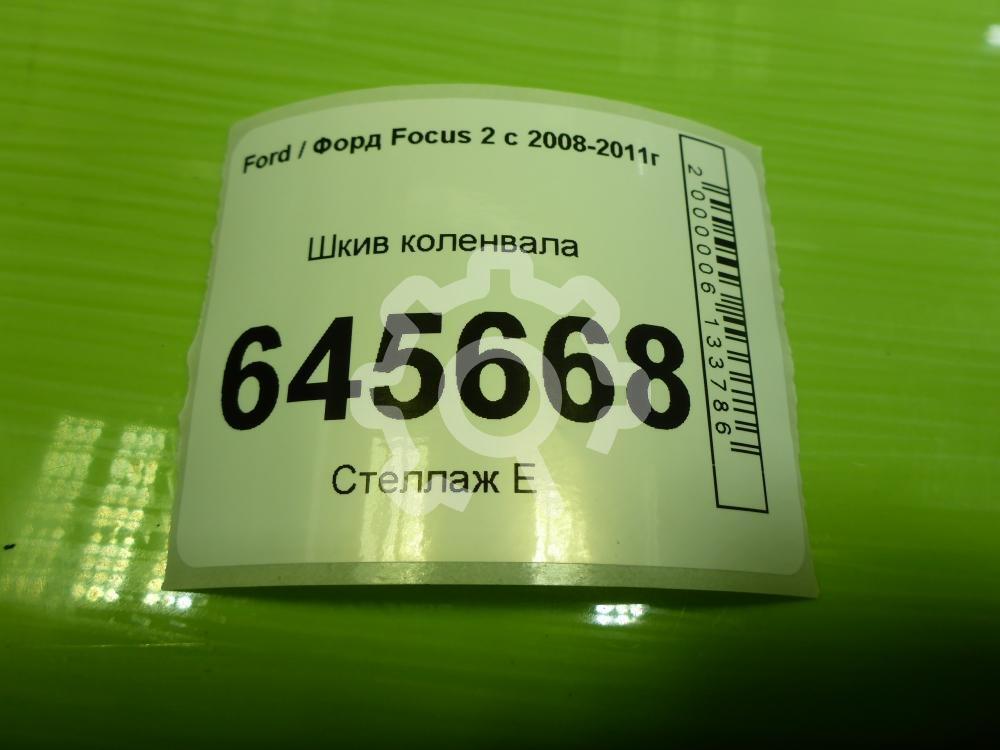 Ford / Форд Focus 2 с 2008-2011г
Шкив коленвала
645668
Стеллаж Е
2000006133786